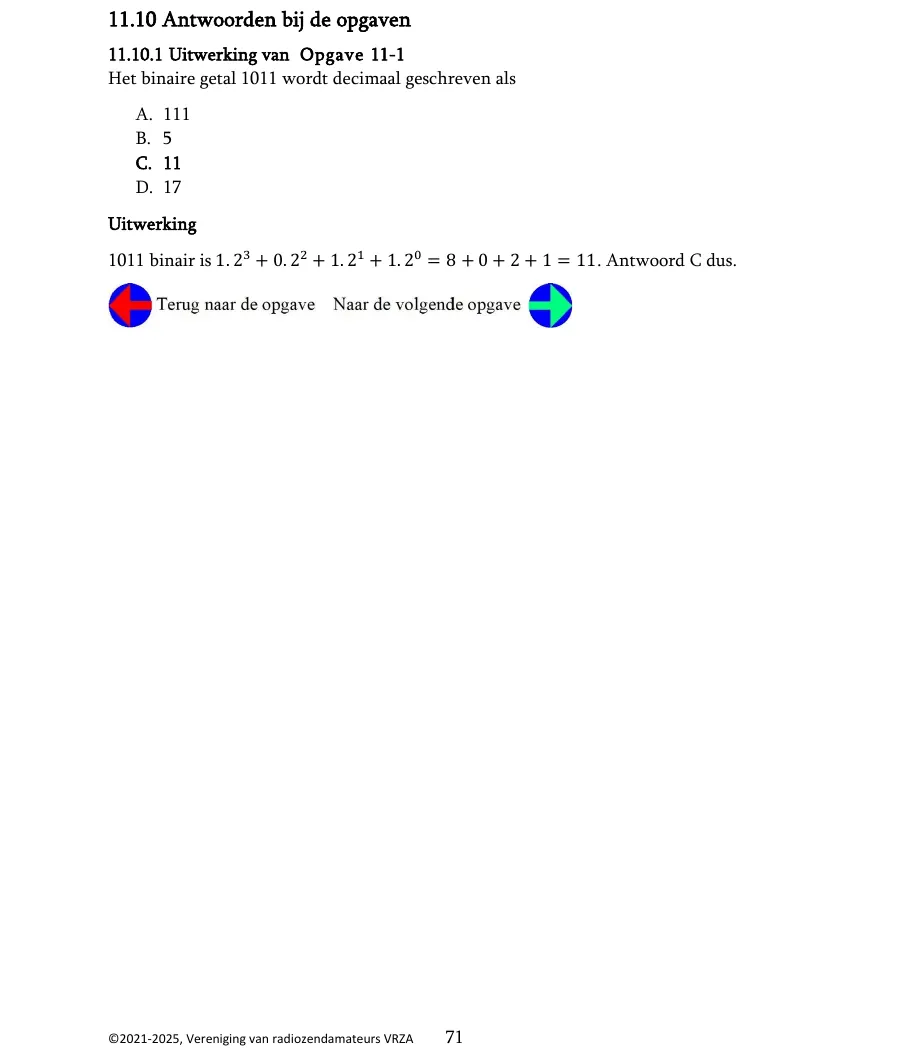 11.10 Antwoorden bij de opgaven
11.10.1 Uitwerking van Opgave 11-1
Het binaire getal 1011 wordt decimaal geschreven als
A. 111
B. 5
C. 11
D. 17
Uitwerking
1011 binair is 1. 2³ + 0. 2² + 1. 2¹ + 1. 2⁰ = 8 + 0 + 2 + 1 = 11. Antwoord C dus.
Terug naar de opgave Naar de volgende opgave
©2021-2025, Vereniging van radiozendamateurs VRZA 71